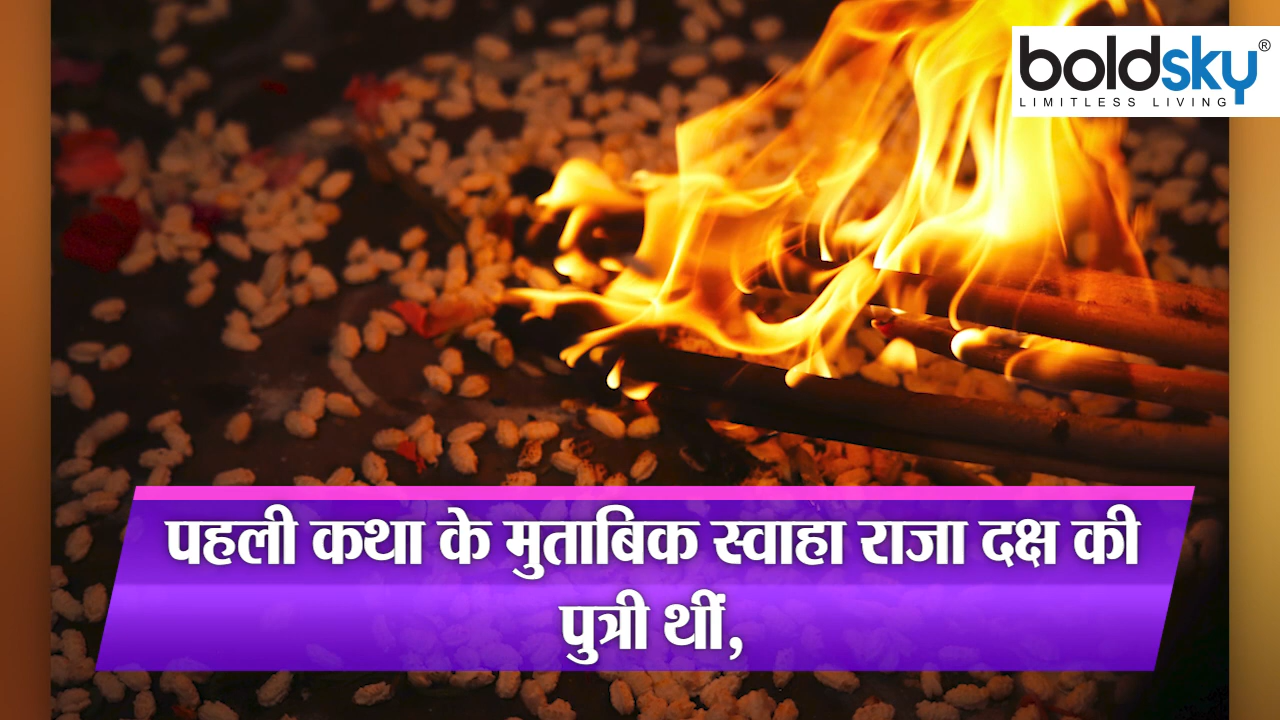 boldsky®
LIMITLESS LIVING
पहली कथा के मुताबिक स्वाहा राजा दक्ष की
पुत्री थीं,